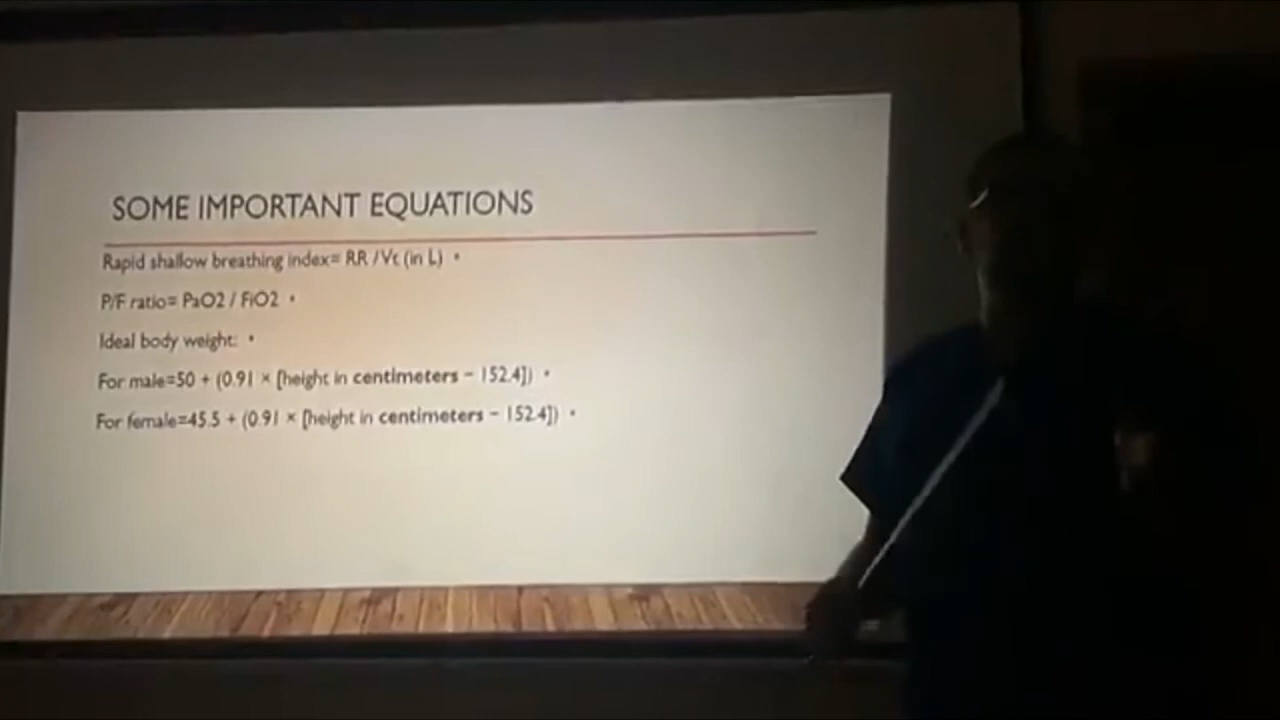 SOME IMPORTANT EQUATIONS
Rapid shallow breathing index= RR /Vt (in L) •
P/F ratio= PaO2 / FiO2 •
Ideal body weight: •
For male=50 + (0.91 × [height in centimeters − 152.4]) •
For female=45.5 + (0.91 × [height in centimeters − 152.4]) •